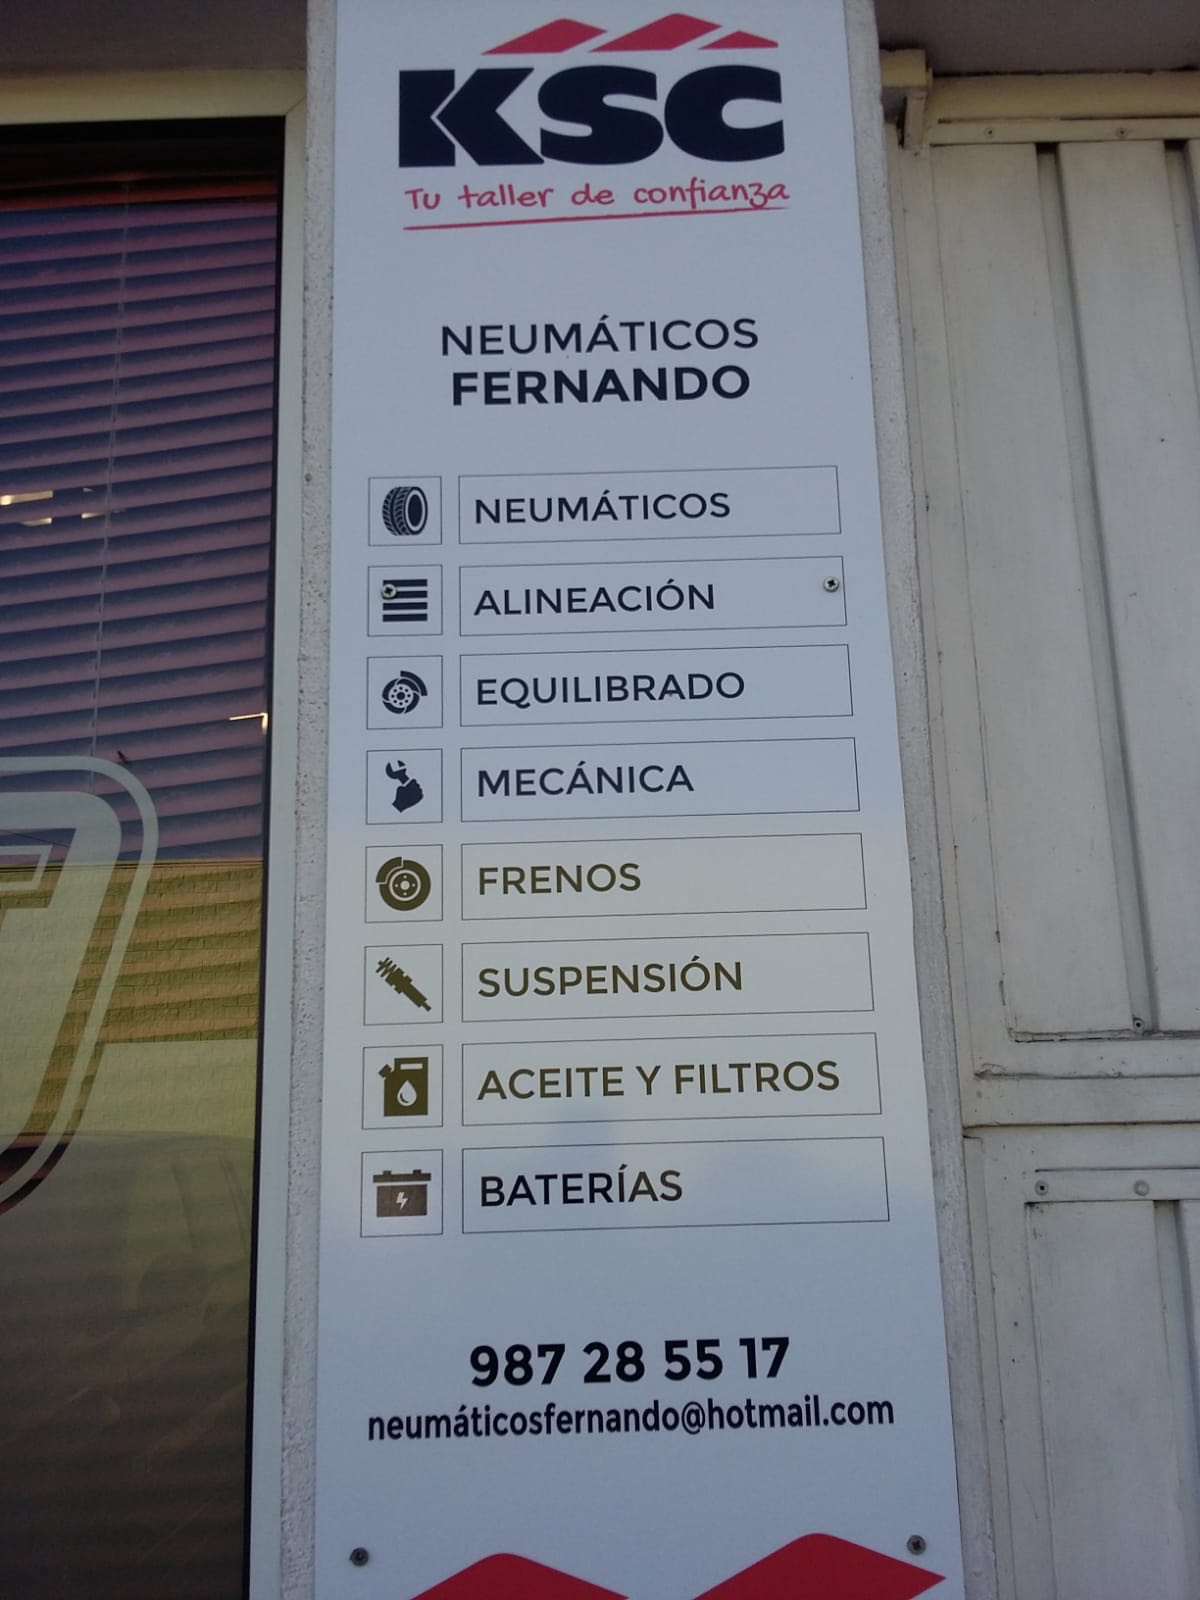 KSC
Tu taller de confianza
NEUMÁTICOS
FERNANDO
NEUMÁTICOS
ALINEACIÓN
EQUILIBRADO
MECÁNICA
FRENOS
SUSPENSIÓN
ACEITE Y FILTROS
BATERÍAS
987 28 55 17
neumáticosfernando@hotmail.com